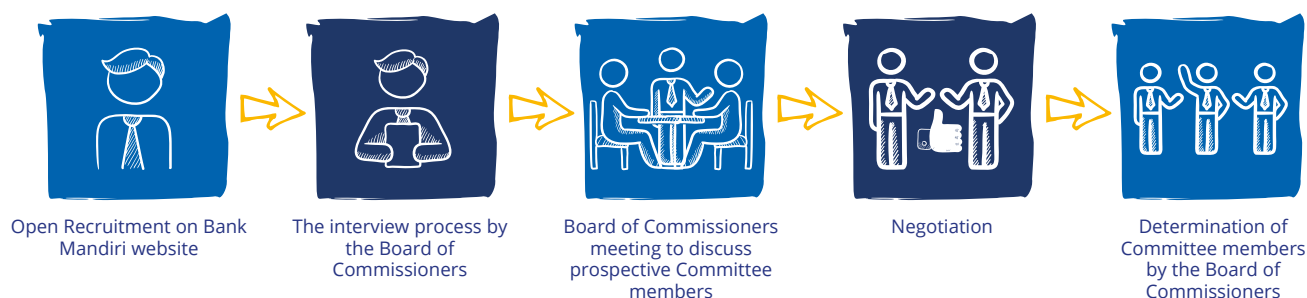 Open Recruitment on Bank
Mandiri website
The interview process by
the Board of
Commissioners
Board of Commissioners
meeting to discuss
prospective Committee
members
Negotiation
Determination of
Committee members
by the Board of
Commissioners